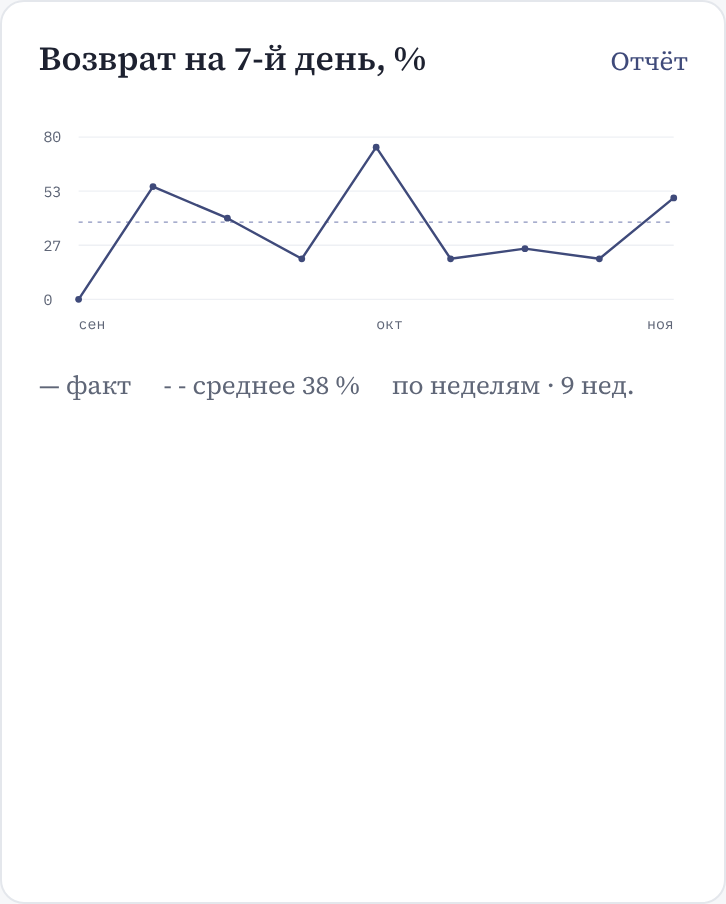 Возврат на 7-й день, %
Отчёт
80
53
27
0
сен окт ноя
— факт - - среднее 38 % по неделям · 9 нед.